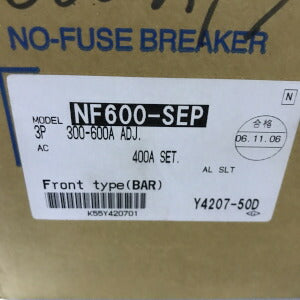 NO-FUSE BREAKER
N
MODEL NF600-SEP
3P 300-600A ADJ.
合格
06.11.06
AC
400A SET.
AL SLT
Front type(BAR)
K55Y420701
Y4207-50D